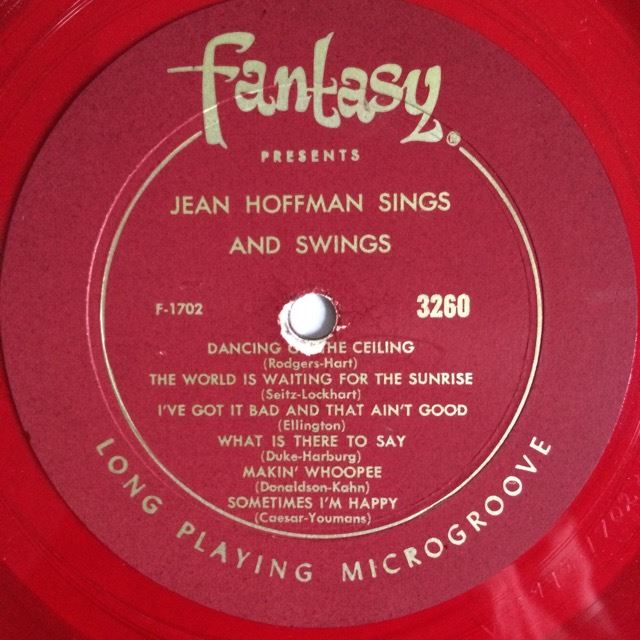 fantasy
PRESENTS
JEAN HOFFMAN SINGS
AND SWINGS
F-1702 3260
DANCING THE CEILING
(Rodgers-Hart)
THE WORLD IS WAITING FOR THE SUNRISE
(Seitz-Lockhart)
I'VE GOT IT BAD AND THAT AIN'T GOOD
(Ellington)
WHAT IS THERE TO SAY
(Duke-Harburg)
MAKIN' WHOOPEE
(Donaldson-Kahn)
SOMETIMES I'M HAPPY
(Caesar-Youmans)
LONG PLAYING MICROGROOVE